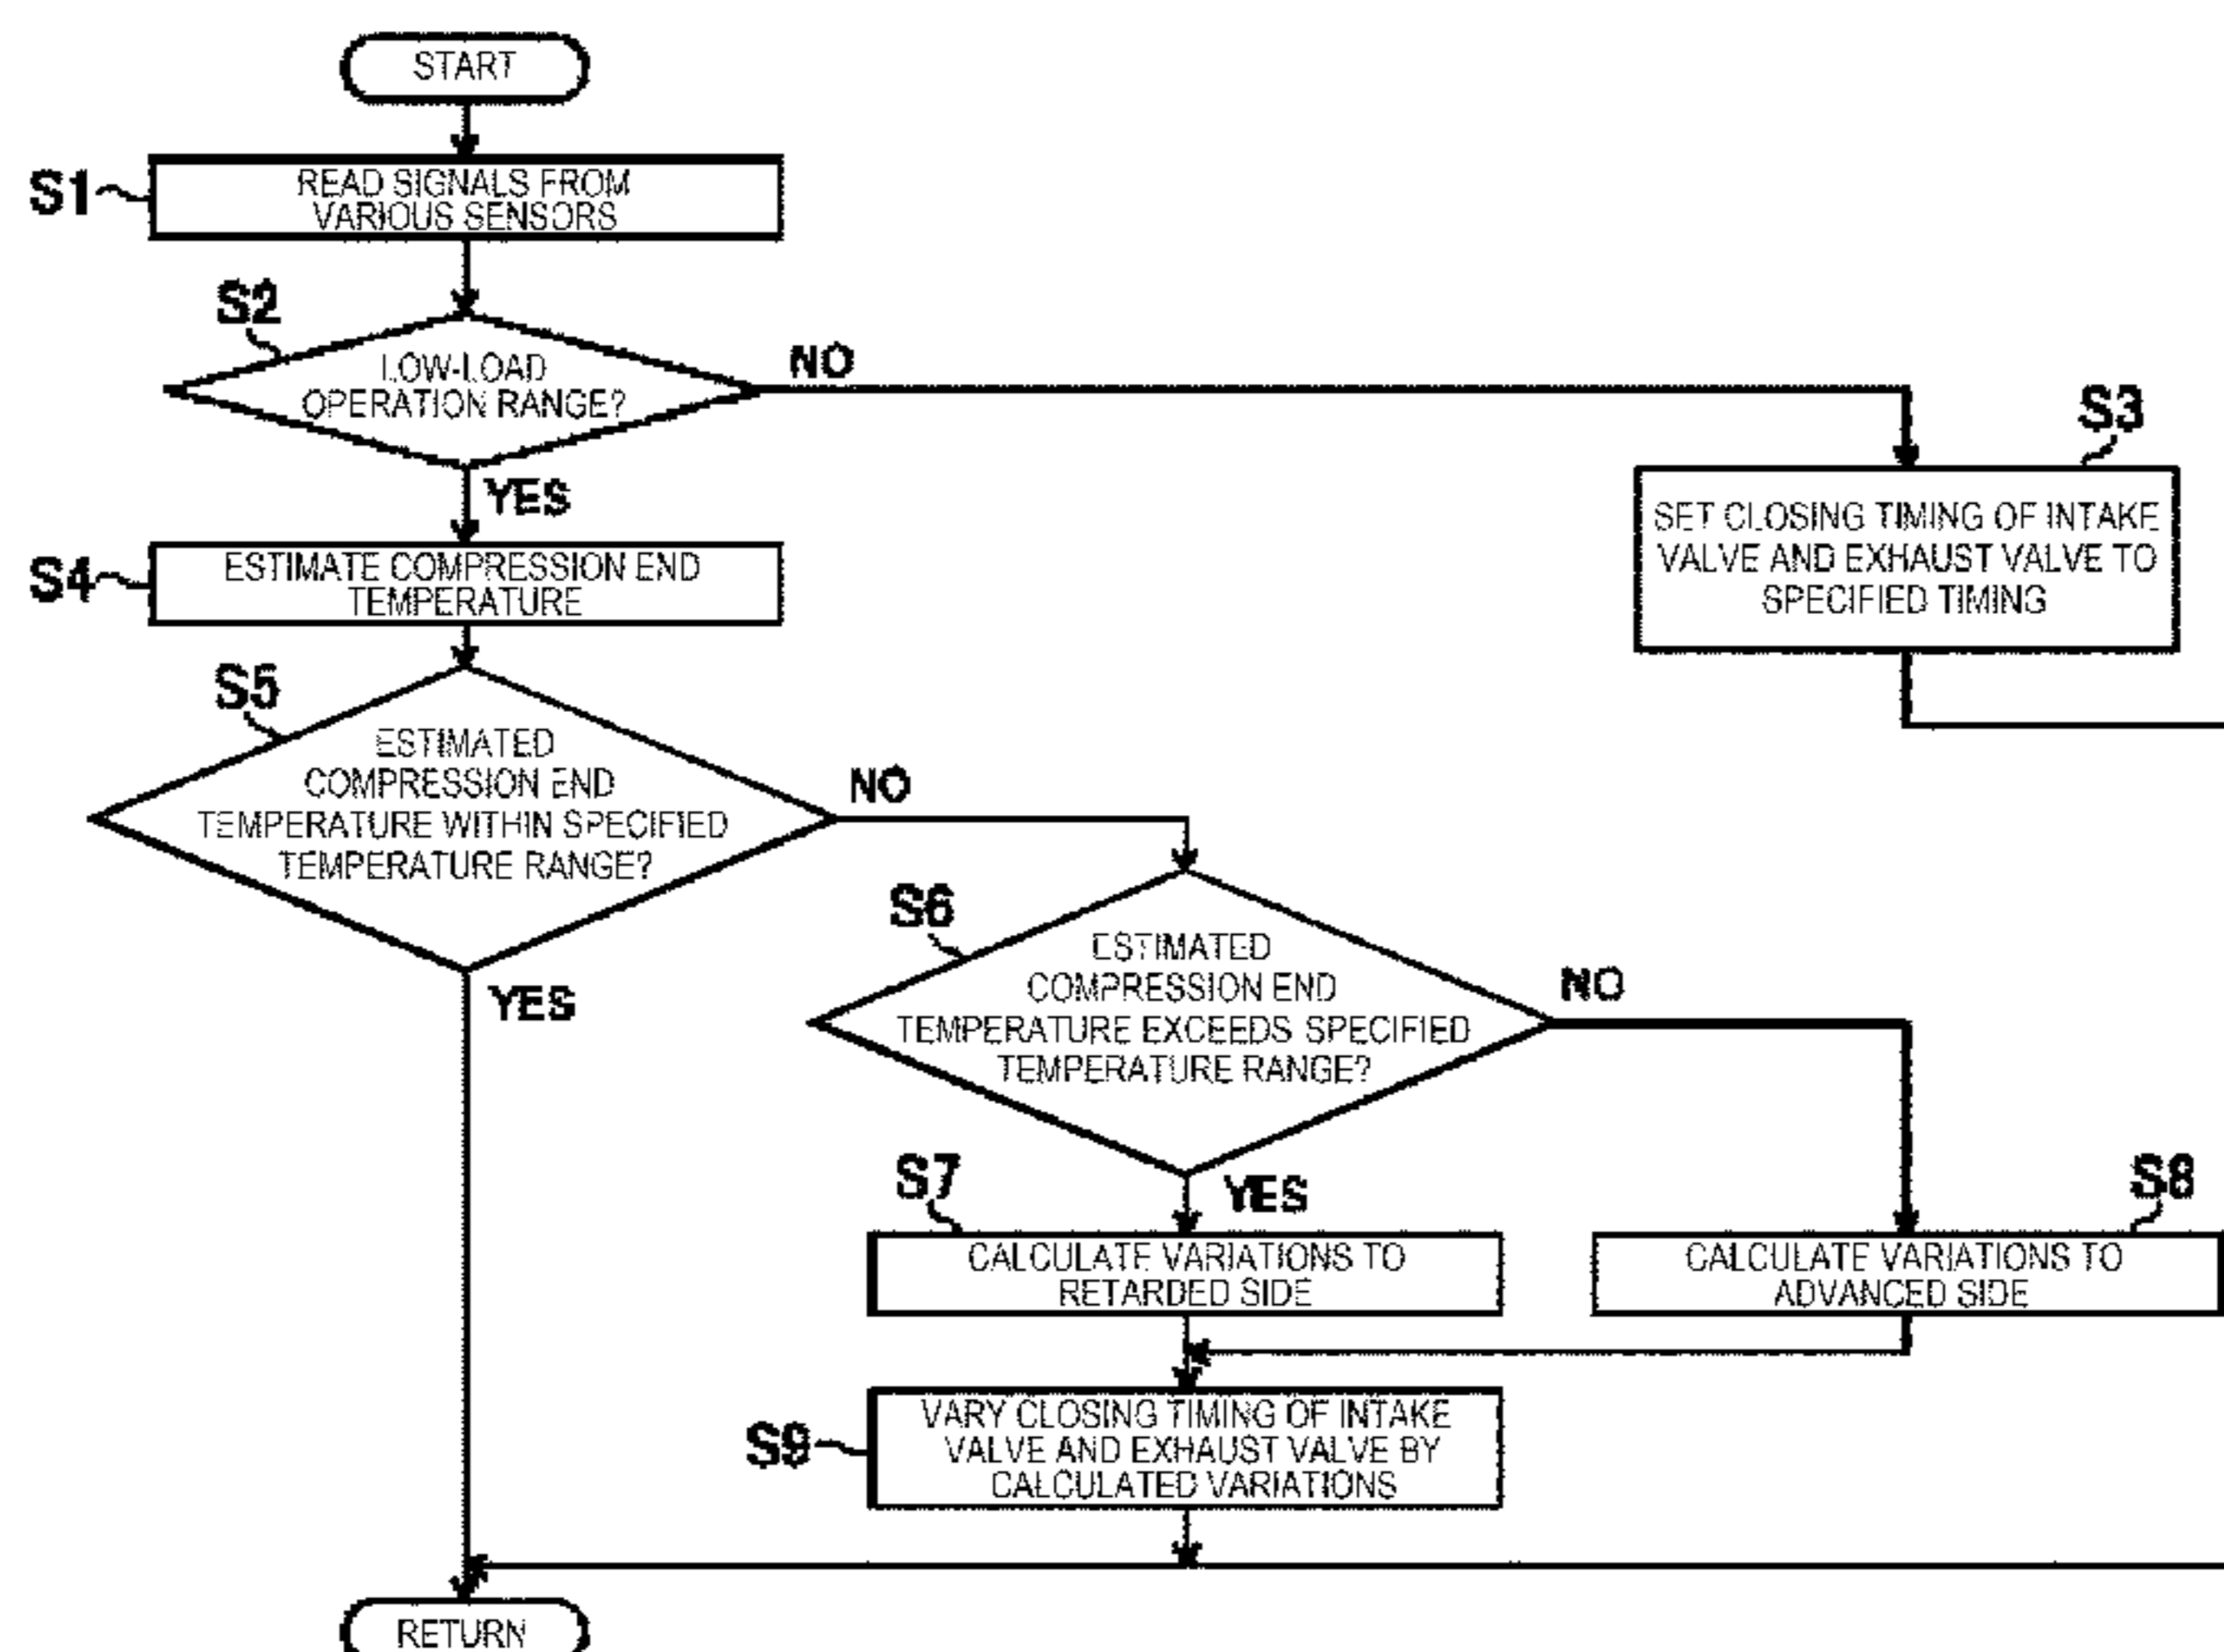 START
S1
READ SIGNALS FROM
VARIOUS SENSORS
S2
LOW-LOAD
OPERATION RANGE?
NO
YES
S3
SET CLOSING TIMING OF INTAKE
VALVE AND EXHAUST VALVE TO
SPECIFIED TIMING
S4
ESTIMATE COMPRESSION END
TEMPERATURE
S5
ESTIMATED
COMPRESSION END
TEMPERATURE WITHIN SPECIFIED
TEMPERATURE RANGE?
NO
YES
S6
ESTIMATED
COMPRESSION END
TEMPERATURE EXCEEDS SPECIFIED
TEMPERATURE RANGE?
NO
YES
S7
CALCULATE VARIATIONS TO
RETARDED SIDE
S8
CALCULATE VARIATIONS TO
ADVANCED SIDE
S9
VARY CLOSING TIMING OF INTAKE
VALVE AND EXHAUST VALVE BY
CALCULATED VARIATIONS
RETURN